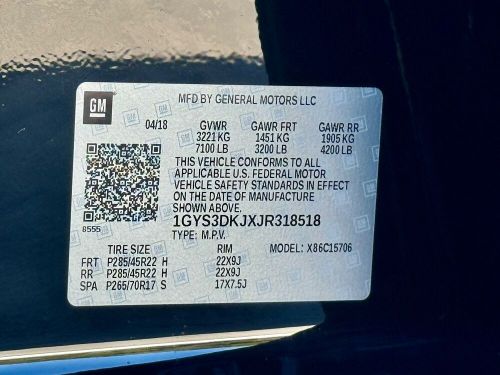 GM
MFD BY GENERAL MOTORS LLC
04/18 GVWR GAWR FRT GAWR RR
3221 KG 1451 KG 1905 KG
7100 LB 3200 LB 4200 LB
THIS VEHICLE CONFORMS TO ALL
APPLICABLE U.S. FEDERAL MOTOR
VEHICLE SAFETY STANDARDS IN EFFECT
ON THE DATE OF MANUFACTURE
SHOWN ABOVE.
8555
1GYS3DKJXJR318518
TYPE: M.P.V. MODEL: X86C15706
TIRE SIZE RIM
FRT P285/45R22 H 22X9J
RR P285/45R22 H 22X9J
SPA P265/70R17 S 17X7.5J